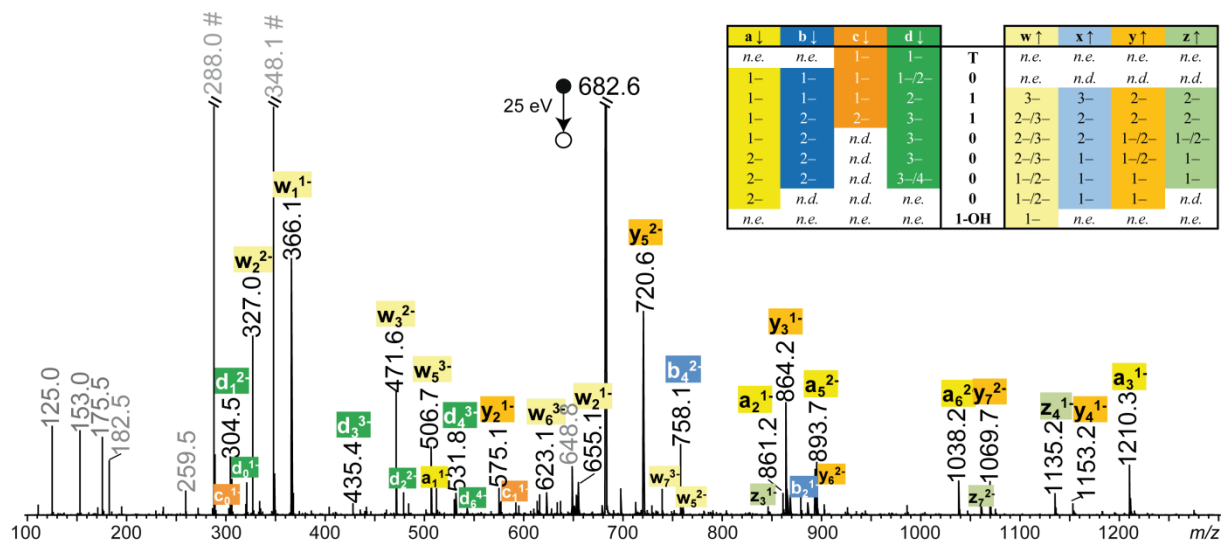 a ↓ b ↓ c ↓ d ↓ w ↑ x ↑ y ↑ z ↑
n.e. n.e. 1– 1– T n.e. n.e. n.e. n.e.
1– 1– 1– 1–/2– 0 n.e. n.d. n.d. n.d.
1– 1– 1– 2– 1 3– 3– 2– 2–
1– 2– 2– 3– 1 2–/3– 2– 2– 2–
1– 2– n.d. 3– 0 2–/3– 2– 1–/2– 1–/2–
2– 2– n.d. 3– 0 2–/3– 1– 1–/2– 1–
2– 2– n.d. 3–/4– 0 1–/2– 1– 1– 1–
2– n.d. n.d. n.e. 0 1–/2– 1– 1– n.d.
n.e. n.e. n.e. n.e. 1-OH 1– n.e. n.e. n.e.
25 eV
682.6
125.0
153.0
175.5
182.5
259.5
288.0 #
c₀¹⁻
d₁²⁻
304.5
d₀¹⁻
w₂²⁻
327.0
348.1 #
w₁¹⁻
366.1
d₃³⁻
435.4
w₃²⁻
471.6
d₂²⁻
w₅³⁻
506.7
a₁¹⁻
d₄³⁻
531.8
d₆⁴⁻
y₂¹⁻
575.1
c₁¹⁻
w₆³⁻
623.1
648.8
w₂¹⁻
655.1
y₅²⁻
720.6
w₇³⁻
b₄²⁻
758.1
w₅²⁻
z₃¹⁻
a₂¹⁻
861.2
y₃¹⁻
864.2
b₂¹⁻
a₅²⁻
893.7
y₆²⁻
a₆²⁻
1038.2
z₇²⁻
y₇²⁻
1069.7
z₄¹⁻
1135.2
y₄¹⁻
1153.2
a₃¹⁻
1210.3
100 200 300 400 500 600 700 800 900 1000 1100 1200 m/z